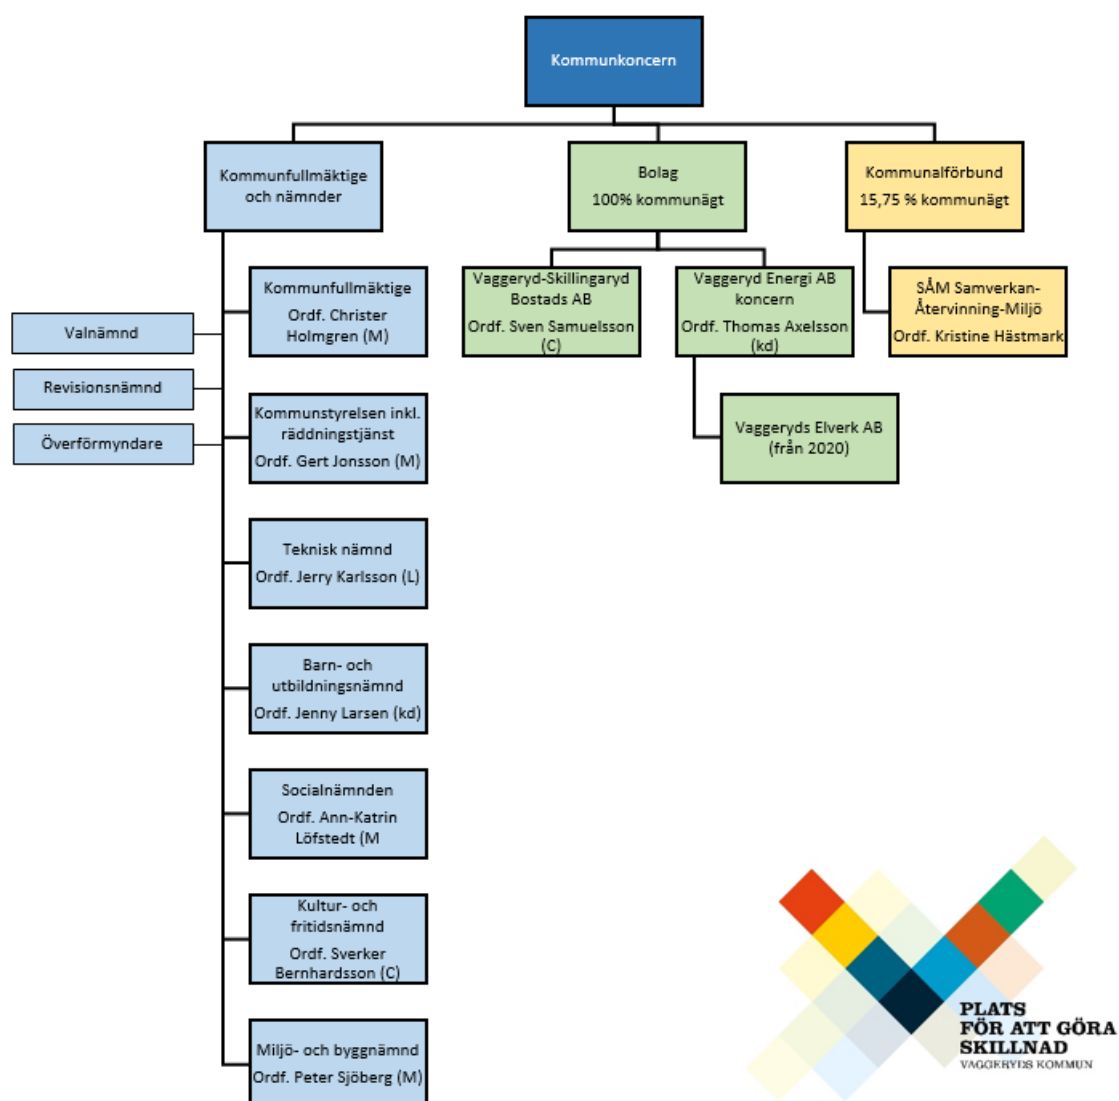 Kommunkoncern
Kommunfullmäktige
och nämnder
Bolag
100% kommunägt
Kommunalförbund
15,75 % kommunägt
Kommunfullmäktige
Ordf. Christer
Holmgren (M)
Vaggeryd-Skillingaryd
Bostads AB
Ordf. Sven Samuelsson
(C)
Vaggeryd Energi AB
koncern
Ordf. Thomas Axelsson
(kd)
SÅM Samverkan-
Återvinning-Miljö
Ordf. Kristine Hästmark
Valnämnd
Revisionsnämnd
Överförmyndare
Kommunstyrelsen inkl.
räddningstjänst
Ordf. Gert Jonsson (M)
Vaggeryds Elverk AB
(från 2020)
Teknisk nämnd
Ordf. Jerry Karlsson (L)
Barn- och
utbildningsnämnd
Ordf. Jenny Larsen (kd)
Socialnämnden
Ordf. Ann-Katrin
Löfstedt (M
Kultur- och
fritidsnämnd
Ordf. Sverker
Bernhardsson (C)
Miljö- och byggnämnd
Ordf. Peter Sjöberg (M)
PLATS
FÖR ATT GÖRA
SKILLNAD
VAGGERYDS KOMMUN